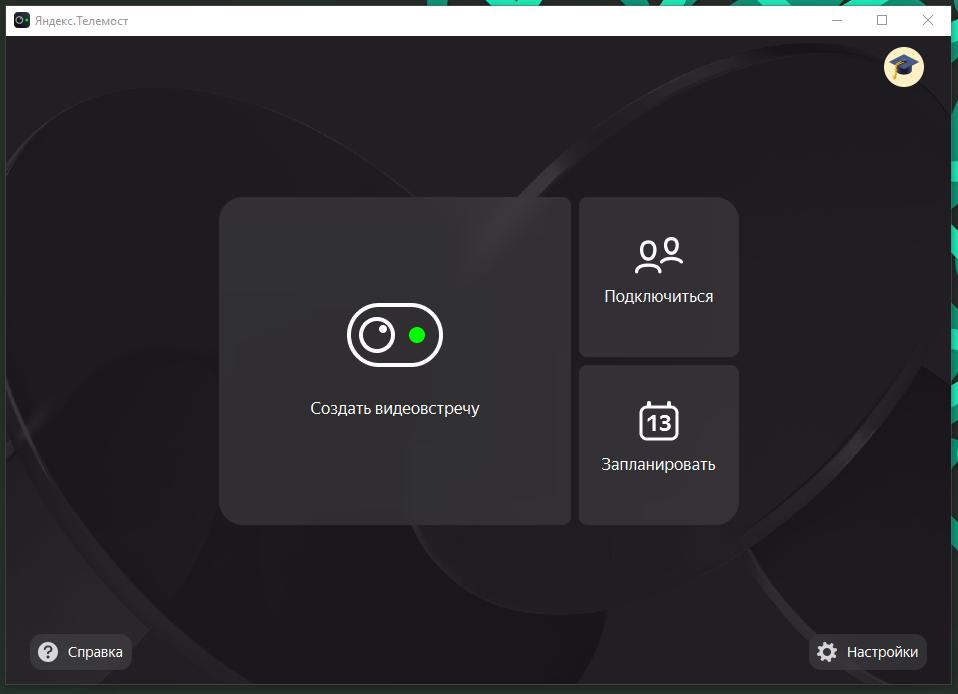 Яндекс.Телемост
Создать видеовстречу
Подключиться
13
Запланировать
Справка
Настройки